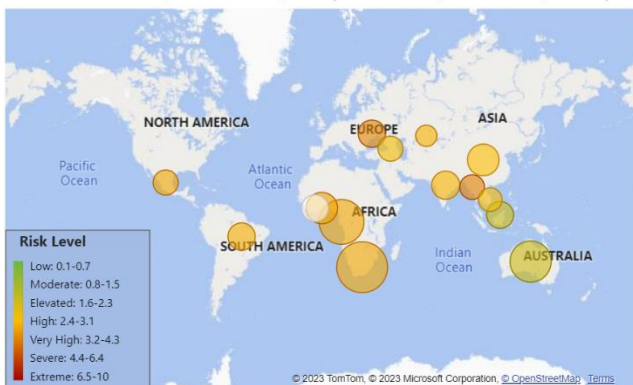 NORTH AMERICA
EUROPE
ASIA
Pacific
Ocean
Atlantic
Ocean
AFRICA
SOUTH AMERICA
Indian
Ocean
AUSTRALIA
Risk Level
Low: 0.1-0.7
Moderate: 0.8-1.5
Elevated: 1.6-2.3
High: 2.4-3.1
Very High: 3.2-4.3
Severe: 4.4-6.4
Extreme: 6.5-10
© 2023 TomTom, © 2023 Microsoft Corporation, © OpenStreetMap Terms